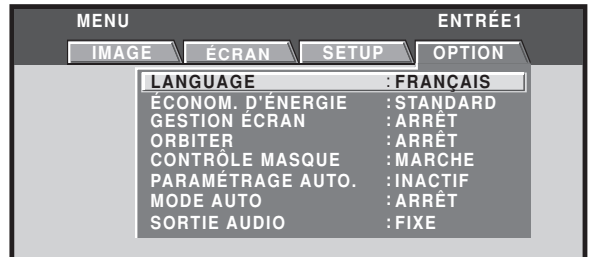 MENU ENTRÉE1
IMAGE ÉCRAN SETUP OPTION
LANGUAGE :FRANÇAIS
ÉCONOM. D'ÉNERGIE :STANDARD
GESTION ÉCRAN :ARRÊT
ORBITER :ARRÊT
CONTRÔLE MASQUE :MARCHE
PARAMÉTRAGE AUTO. :INACTIF
MODE AUTO :ARRÊT
SORTIE AUDIO :FIXE